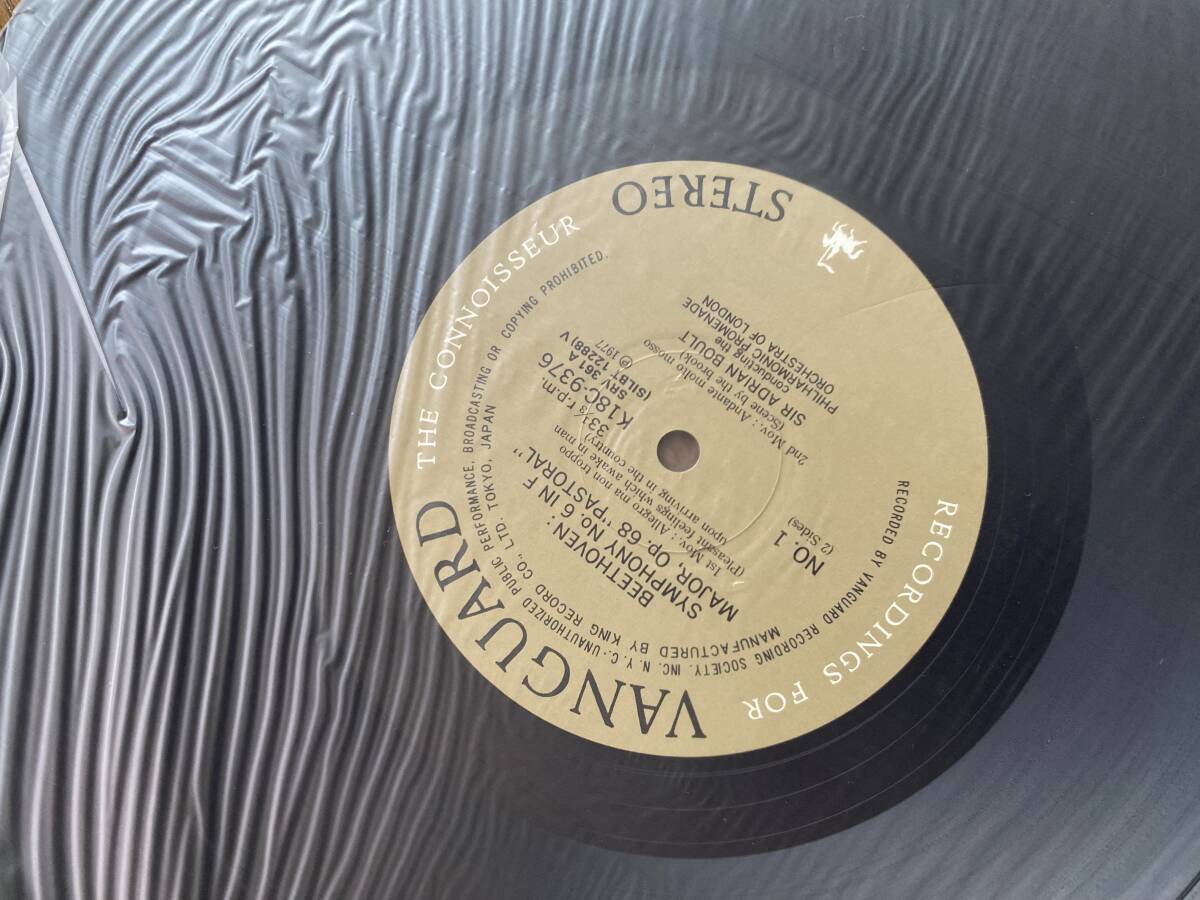 RECORDINGS FOR THE CONNOISSEUR
VANGUARD
STEREO
RECORDED BY VANGUARD RECORDING SOCIETY. INC. N. Y. C.·UNAUTHORIZED PUBLIC PERFORMANCE, BROADCASTING OR COPYING PROHIBITED.
MANUFACTURED BY KING RECORD CO., LTD. TOKYO, JAPAN
BEETHOVEN :
SYMPHONY No. 6 IN F
MAJOR, Op. 68 "PASTORAL"
1st Mov.: Allegro ma non troppo
(Pleasant feelings which awake in man
upon arriving in the country)
NO. 1
(2 Sides)
33⅓ r.p.m.
K18C-9376
SRV 361 A
(SILBT 12288) V
Ⓟ 1977
2nd Mov.: Andante molto mosso
(Scene by the brook)
SIR ADRIAN BOULT
conducting the
PHILHARMONIC PROMENADE
ORCHESTRA OF LONDON